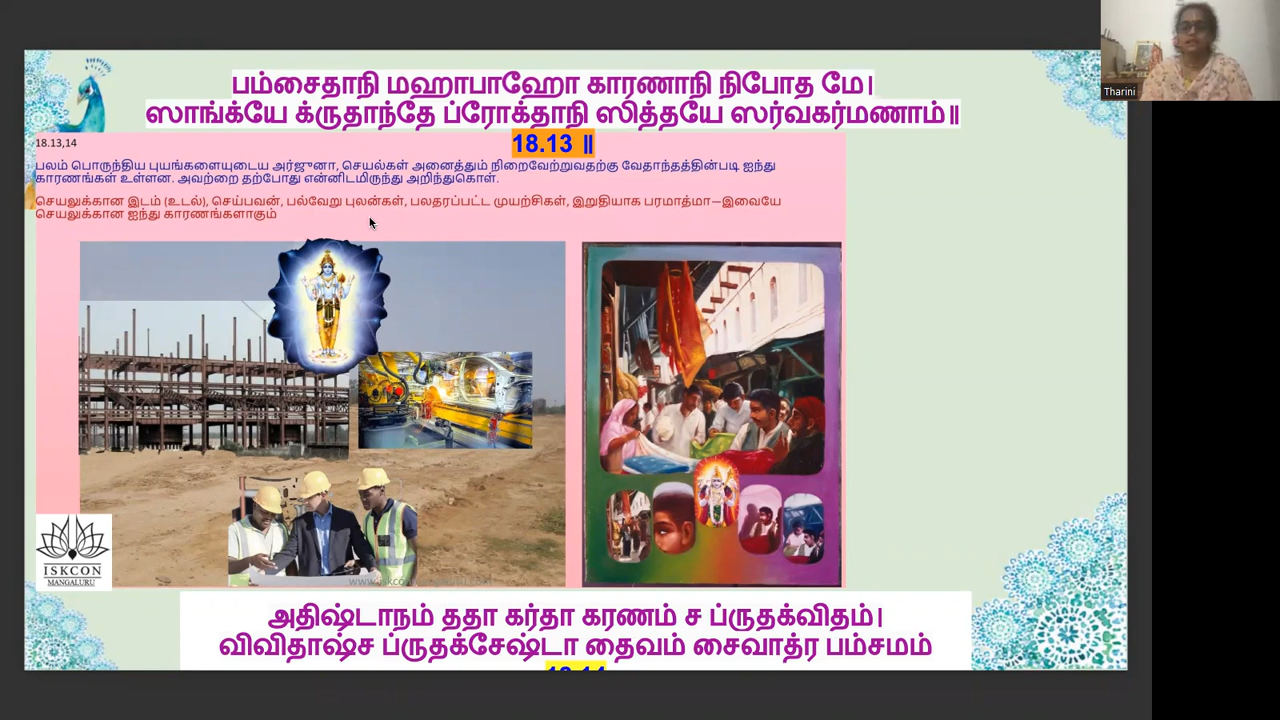 Tharini
பம்சைதாநி மஹாபாஹோ காரணாநி நிபோத மே।
ஸாங்க்யே க்ருதாந்தே ப்ரோக்தாநி ஸித்தயே ஸர்வகர்மணாம்॥
18.13 ॥
18.13,14
பலம் பொருந்திய புயங்களையுடைய அர்ஜுனா, செயல்கள் அனைத்தும் நிறைவேற்றுவதற்கு வேதாந்தத்தின்படி ஐந்து
காரணங்கள் உள்ளன. அவற்றை தற்போது என்னிடமிருந்து அறிந்துகொள்.
செயலுக்கான இடம் (உடல்), செய்பவன், பல்வேறு புலன்கள், பலதரப்பட்ட முயற்சிகள், இறுதியாக பரமாத்மா—இவையே
செயலுக்கான ஐந்து காரணங்களாகும்
ISKCON
MANGALURU
அதிஷ்டாநம் ததா கர்தா கரணம் ச ப்ருதக்விதம்।
விவிதாஷ்ச ப்ருதக்சேஷ்டா தைவம் சைவாத்ர பம்சமம்
18.14